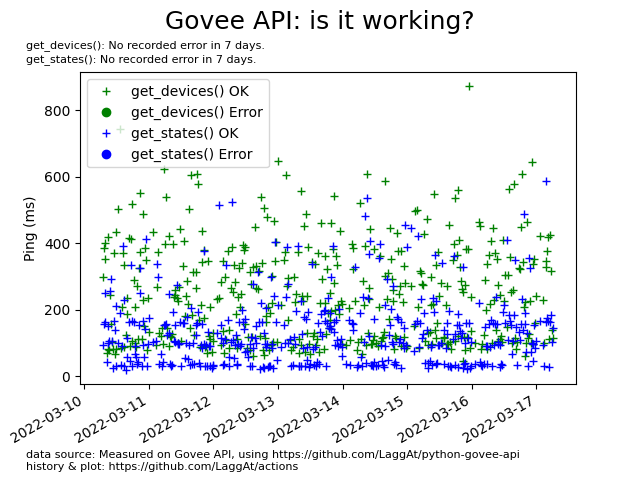 Govee API: is it working?
get_devices(): No recorded error in 7 days.
get_states(): No recorded error in 7 days.
get_devices() OK
get_devices() Error
get_states() OK
get_states() Error
Ping (ms)
800
600
400
200
0
2022-03-10
2022-03-11
2022-03-12
2022-03-13
2022-03-14
2022-03-15
2022-03-16
2022-03-17
data source: Measured on Govee API, using https://github.com/LaggAt/python-govee-api
history & plot: https://github.com/LaggAt/actions